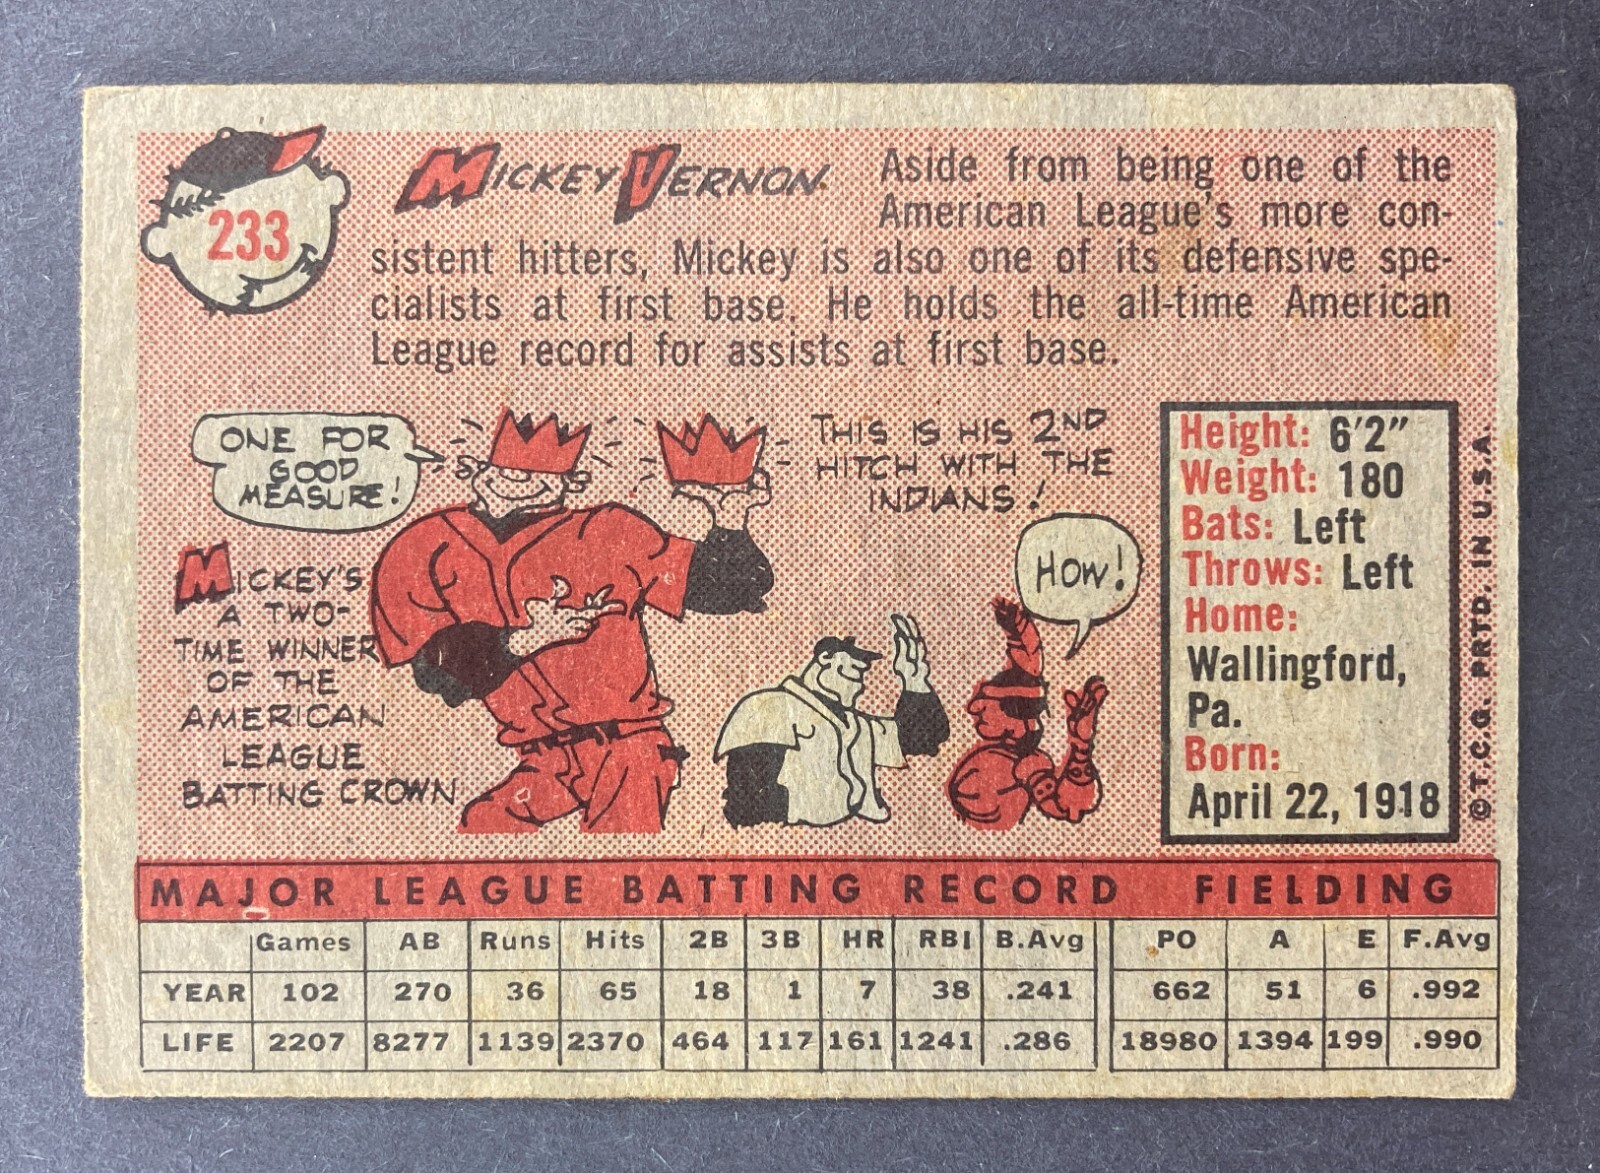 233
MICKEY VERNON
Aside from being one of the
American League's more con-
sistent hitters, Mickey is also one of its defensive spe-
cialists at first base. He holds the all-time American
League record for assists at first base.
ONE FOR
GOOD
MEASURE!
MICKEY'S
A TWO-
TIME WINNER
OF THE
AMERICAN
LEAGUE
BATTING CROWN
THIS IS HIS 2ND
HITCH WITH THE
INDIANS!
HOW!
Height: 6'2"
Weight: 180
Bats: Left
Throws: Left
Home:
Wallingford,
Pa.
Born:
April 22, 1918
©T.C.G. PRTD. IN U.S.A.
MAJOR LEAGUE BATTING RECORD FIELDING
Games AB Runs Hits 2B 3B HR RBI B.Avg PO A E F.Avg
YEAR 102 270 36 65 18 1 7 38 .241 662 51 6 .992
LIFE 2207 8277 1139 2370 464 117 161 1241 .286 18980 1394 199 .990